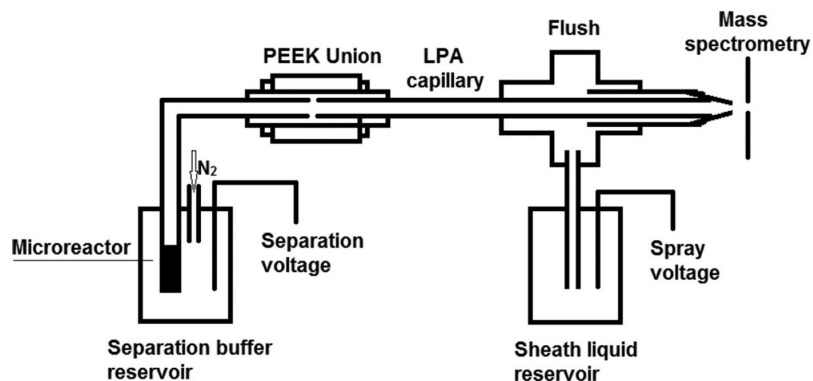 Mass
spectrometry
Flush
PEEK Union
LPA
capillary
N₂
Microreactor
Separation
voltage
Spray
voltage
Separation buffer
reservoir
Sheath liquid
reservoir